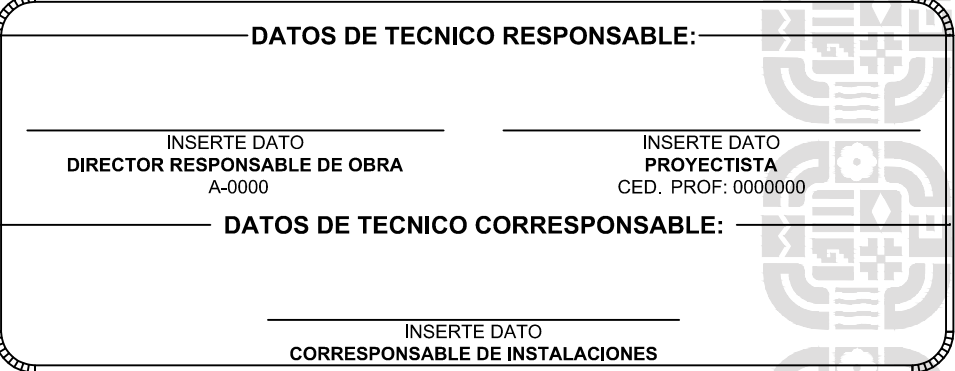 DATOS DE TECNICO RESPONSABLE:
INSERTE DATO
DIRECTOR RESPONSABLE DE OBRA
A-0000
INSERTE DATO
PROYECTISTA
CED. PROF: 0000000
DATOS DE TECNICO CORRESPONSABLE:
INSERTE DATO
CORRESPONSABLE DE INSTALACIONES